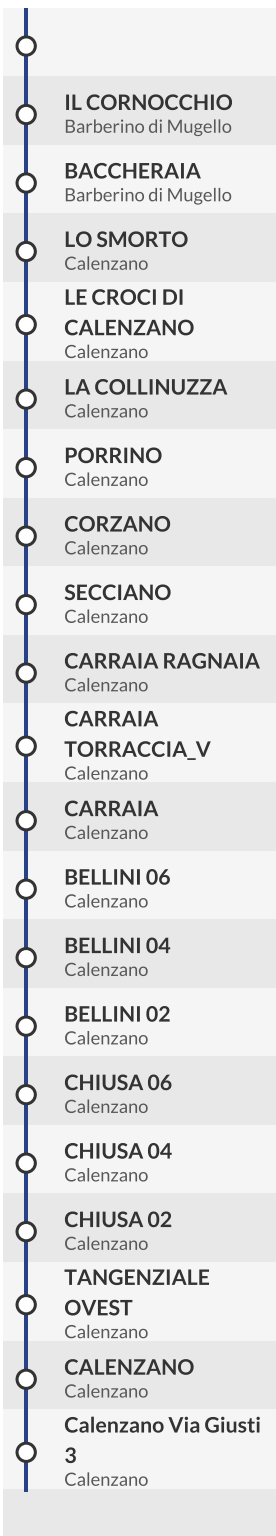 IL CORNOCCHIO
Barberino di Mugello
BACCHERAIA
Barberino di Mugello
LO SMORTO
Calenzano
LE CROCI DI
CALENZANO
Calenzano
LA COLLINUZZA
Calenzano
PORRINO
Calenzano
CORZANO
Calenzano
SECCIANO
Calenzano
CARRAIA RAGNAIA
Calenzano
CARRAIA
TORRACCIA_V
Calenzano
CARRAIA
Calenzano
BELLINI 06
Calenzano
BELLINI 04
Calenzano
BELLINI 02
Calenzano
CHIUSA 06
Calenzano
CHIUSA 04
Calenzano
CHIUSA 02
Calenzano
TANGENZIALE
OVEST
Calenzano
CALENZANO
Calenzano
Calenzano Via Giusti
3
Calenzano